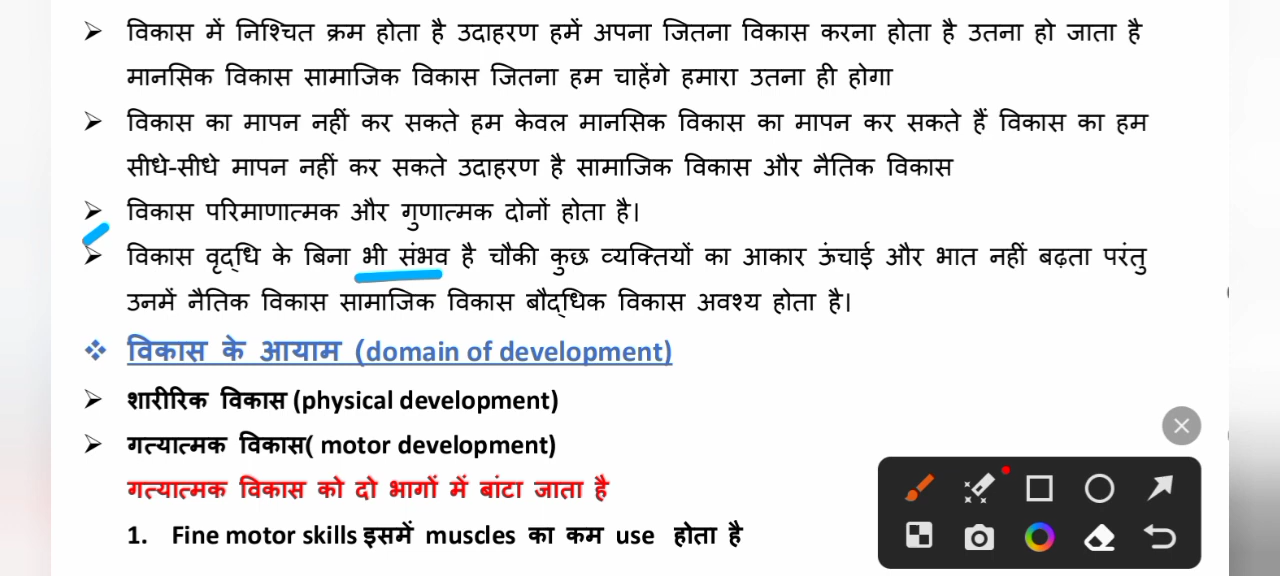 ➢ विकास में निश्चित क्रम होता है उदाहरण हमें अपना जितना विकास करना होता है उतना हो जाता है
मानसिक विकास सामाजिक विकास जितना हम चाहेंगे हमारा उतना ही होगा
➢ विकास का मापन नहीं कर सकते हम केवल मानसिक विकास का मापन कर सकते हैं विकास का हम
सीधे-सीधे मापन नहीं कर सकते उदाहरण है सामाजिक विकास और नैतिक विकास
➢ विकास परिमाणात्मक और गुणात्मक दोनों होता है।
➢ विकास वृद्धि के बिना भी संभव है चौकी कुछ व्यक्तियों का आकार ऊंचाई और भात नहीं बढ़ता परंतु
उनमें नैतिक विकास सामाजिक विकास बौद्धिक विकास अवश्य होता है।
❖ विकास के आयाम (domain of development)
➢ शारीरिक विकास (physical development)
➢ गत्यात्मक विकास( motor development)
गत्यात्मक विकास को दो भागों में बांटा जाता है
1. Fine motor skills इसमें muscles का कम use होता है